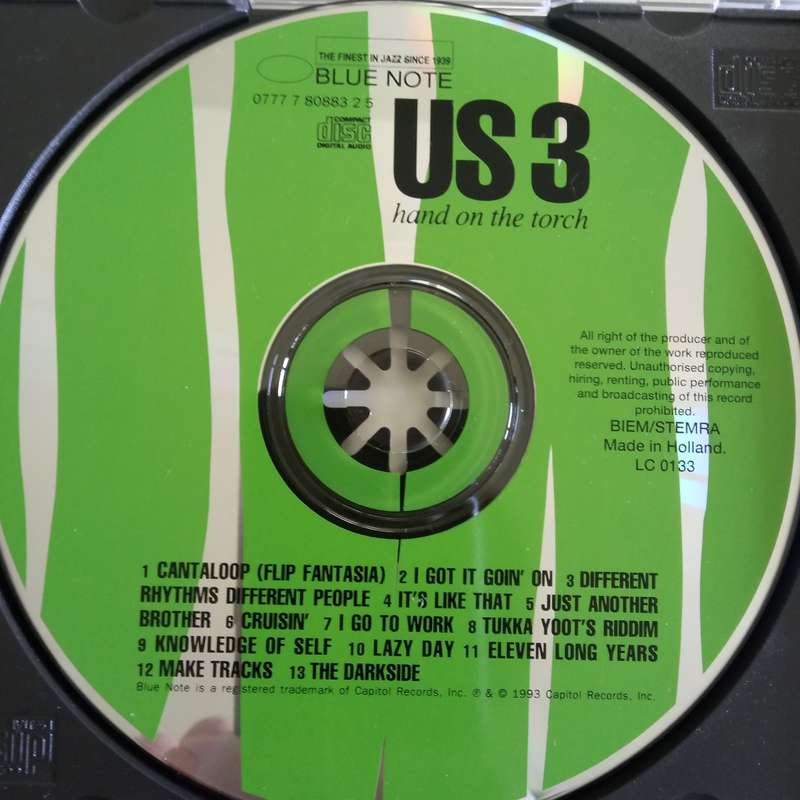 THE FINEST IN JAZZ SINCE 1939
BLUE NOTE
0777 7 80883 2 5
COMPACT
disc
DIGITAL AUDIO
US 3
hand on the torch
All right of the producer and of
the owner of the work reproduced
reserved. Unauthorised copying,
hiring, renting, public performance
and broadcasting of this record
prohibited.
BIEM/STEMRA
Made in Holland.
LC 0133
1 CANTALOOP (FLIP FANTASIA) 2 I GOT IT GOIN' ON 3 DIFFERENT
RHYTHMS DIFFERENT PEOPLE 4 IT'S LIKE THAT 5 JUST ANOTHER
BROTHER 6 CRUISIN' 7 I GO TO WORK 8 TUKKA YOOT'S RIDDIM
9 KNOWLEDGE OF SELF 10 LAZY DAY 11 ELEVEN LONG YEARS
12 MAKE TRACKS 13 THE DARKSIDE
Blue Note is a registered trademark of Capitol Records, Inc. ℗ & © 1993 Capitol Records, Inc.